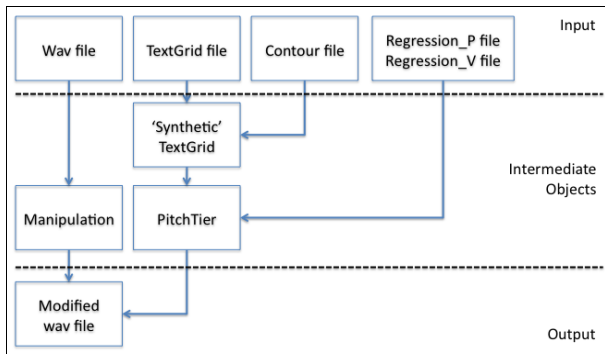 Input
Wav file
TextGrid file
Contour file
Regression_P file
Regression_V file
‘Synthetic’
TextGrid
Intermediate
Objects
Manipulation
PitchTier
Modified
wav file
Output